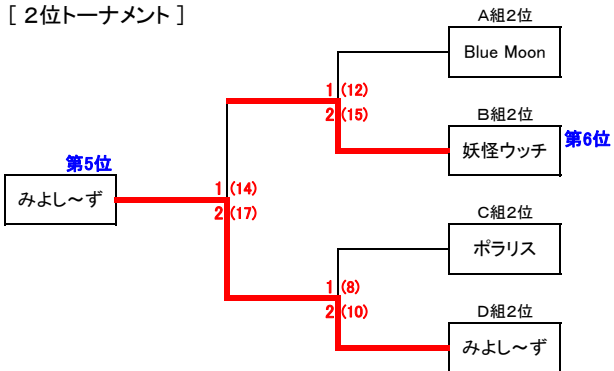 [ 2位トーナメント ]
A組2位
Blue Moon
1 (12)
2 (15)
B組2位
妖怪ウッチ
第6位
第5位
みよし～ず
1 (14)
2 (17)
C組2位
ポラリス
1 (8)
2 (10)
D組2位
みよし～ず